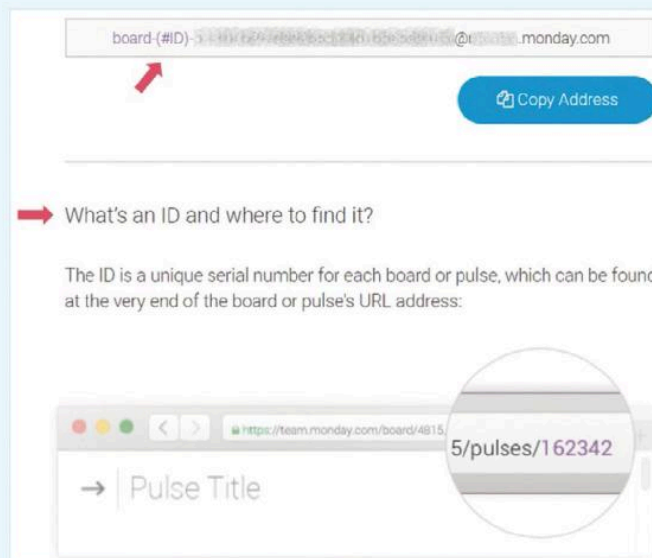 board-(#ID)- @ .monday.com
Copy Address
What's an ID and where to find it?
The ID is a unique serial number for each board or pulse, which can be found
at the very end of the board or pulse's URL address:
https://team.monday.com/board/4815
5/pulses/162342
Pulse Title